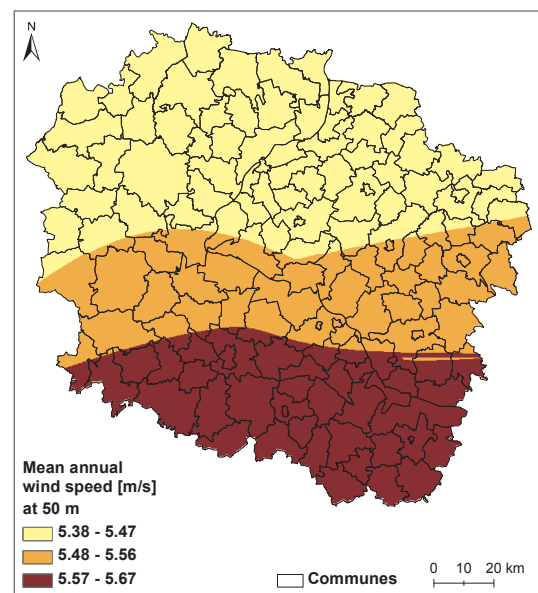 N
Mean annual
wind speed [m/s]
at 50 m
5.38 - 5.47
5.48 - 5.56
5.57 - 5.67
Communes
0 10 20 km